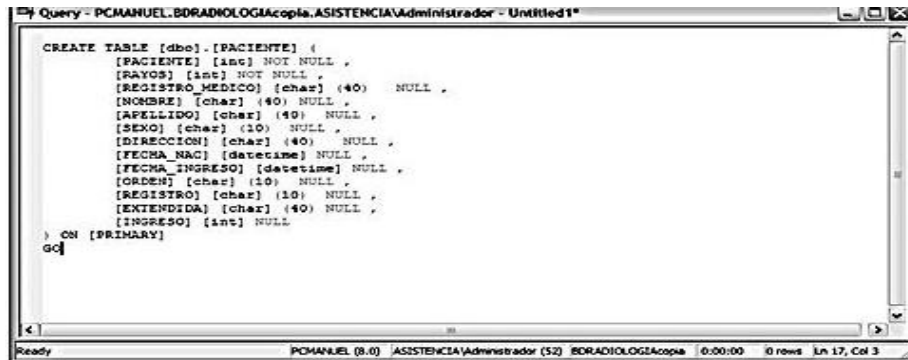 Query - PCMANUEL.BDRADIOLOGIAcopia.ASISTENCIA\Administrador - Untitled1*
CREATE TABLE [dbo].[PACIENTE] (
[PACIENTE] [int] NOT NULL ,
[RAYOS] [int] NOT NULL ,
[REGISTRO_MEDICO] [char] (40) NULL ,
[NOMBRE] [char] (40) NULL ,
[APELLIDO] [char] (40) NULL ,
[SEXO] [char] (10) NULL ,
[DIRECCION] [char] (40) NULL ,
[FECHA_NAC] [datetime] NULL ,
[FECHA_INGRESO] [datetime] NULL ,
[ORDEN] [char] (10) NULL ,
[REGISTRO] [char] (10) NULL ,
[EXTENDIDA] [char] (40) NULL ,
[INGRESO] [int] NULL
) ON [PRIMARY]
GO
Ready PCMANUEL (8.0) ASISTENCIA\Administrador (52) BDRADIOLOGIAcopia 0:00:00 0 rows Ln 17, Col 3